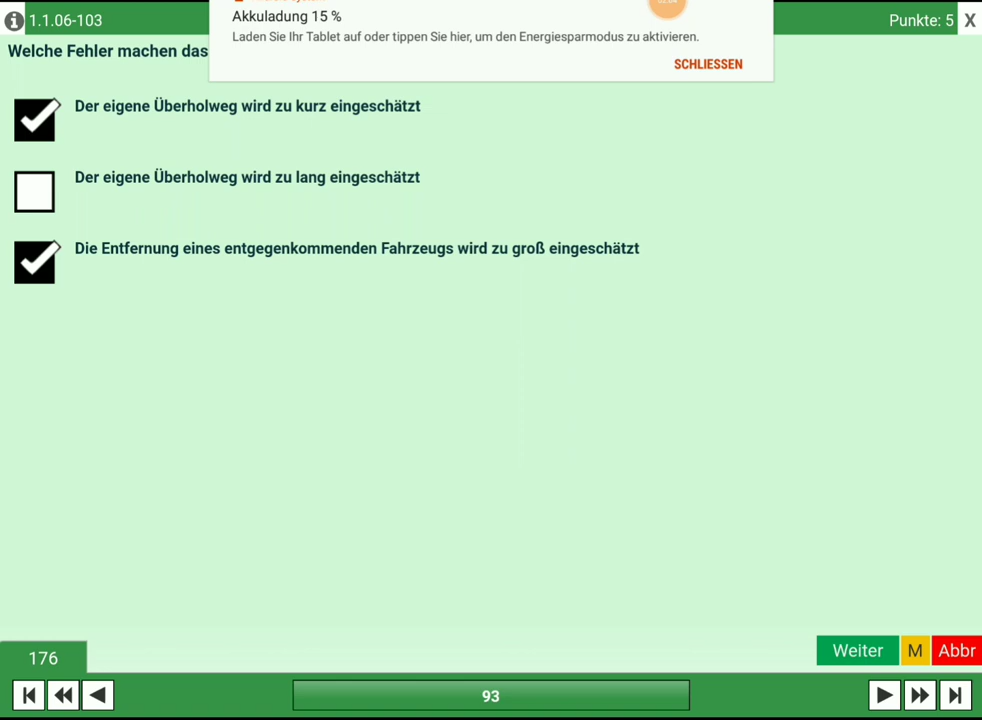 1.1.06-103
Akkuladung 15 %
Punkte: 5 X
Laden Sie Ihr Tablet auf oder tippen Sie hier, um den Energiesparmodus zu aktivieren.
Welche Fehler machen das
SCHLIESSEN
Der eigene Überholweg wird zu kurz eingeschätzt
Der eigene Überholweg wird zu lang eingeschätzt
Die Entfernung eines entgegenkommenden Fahrzeugs wird zu groß eingeschätzt
176
Weiter M Abbr
93